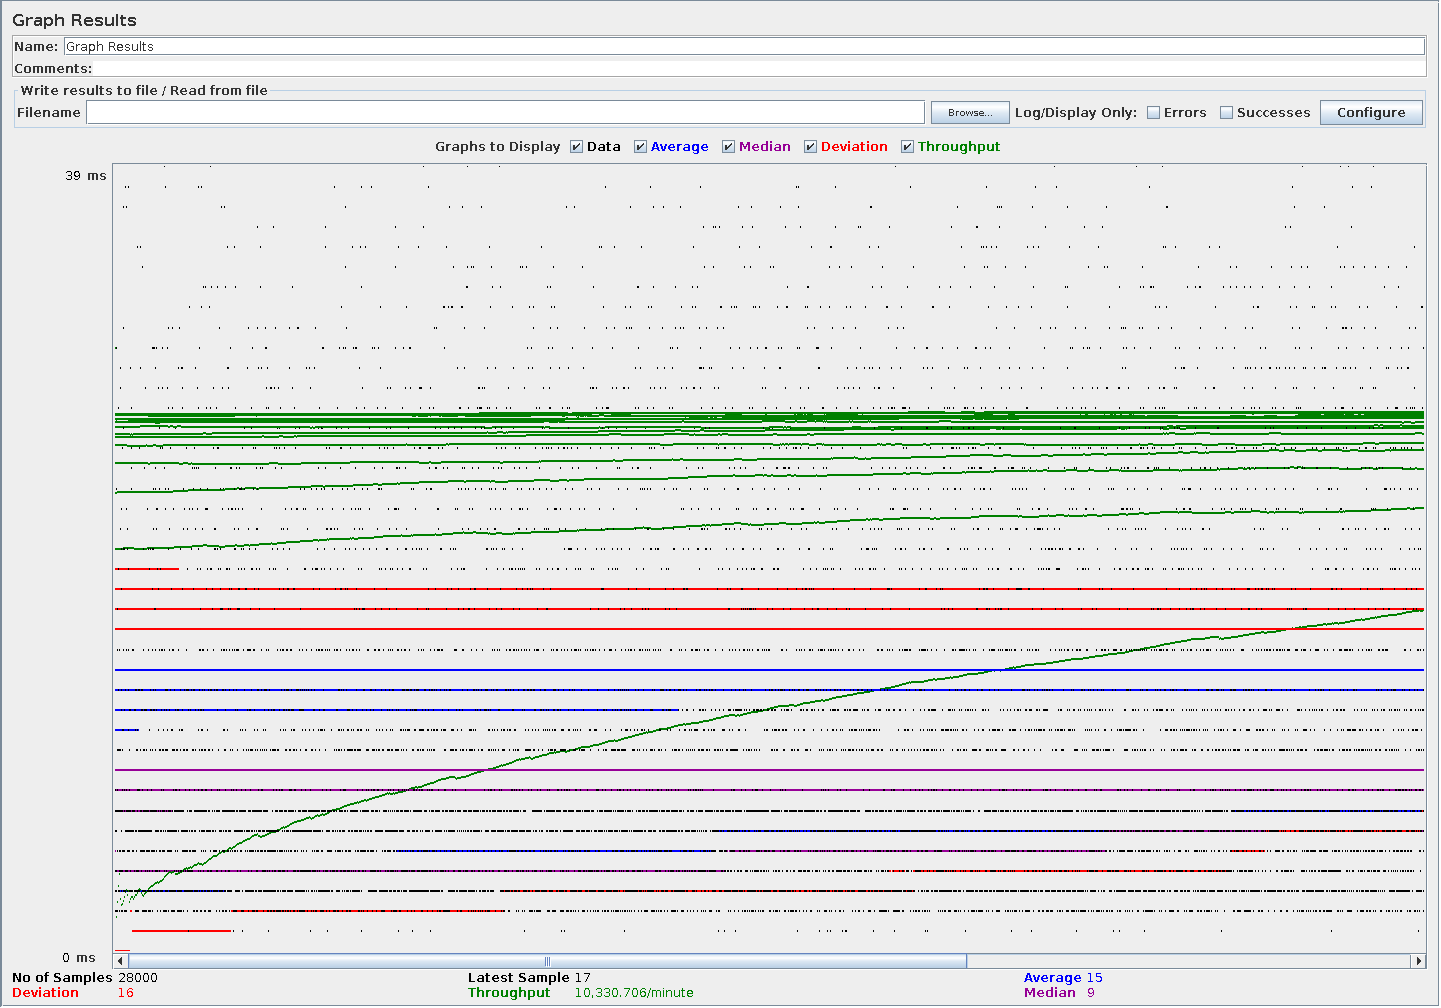 Graph Results
Name: Graph Results
Comments:
Write results to file / Read from file
Filename Browse... Log/Display Only: Errors Successes Configure
Graphs to Display Data Average Median Deviation Throughput
39 ms
0 ms
No of Samples 28000 Latest Sample 17 Average 15
Deviation 16 Throughput 10,330.706/minute Median 9